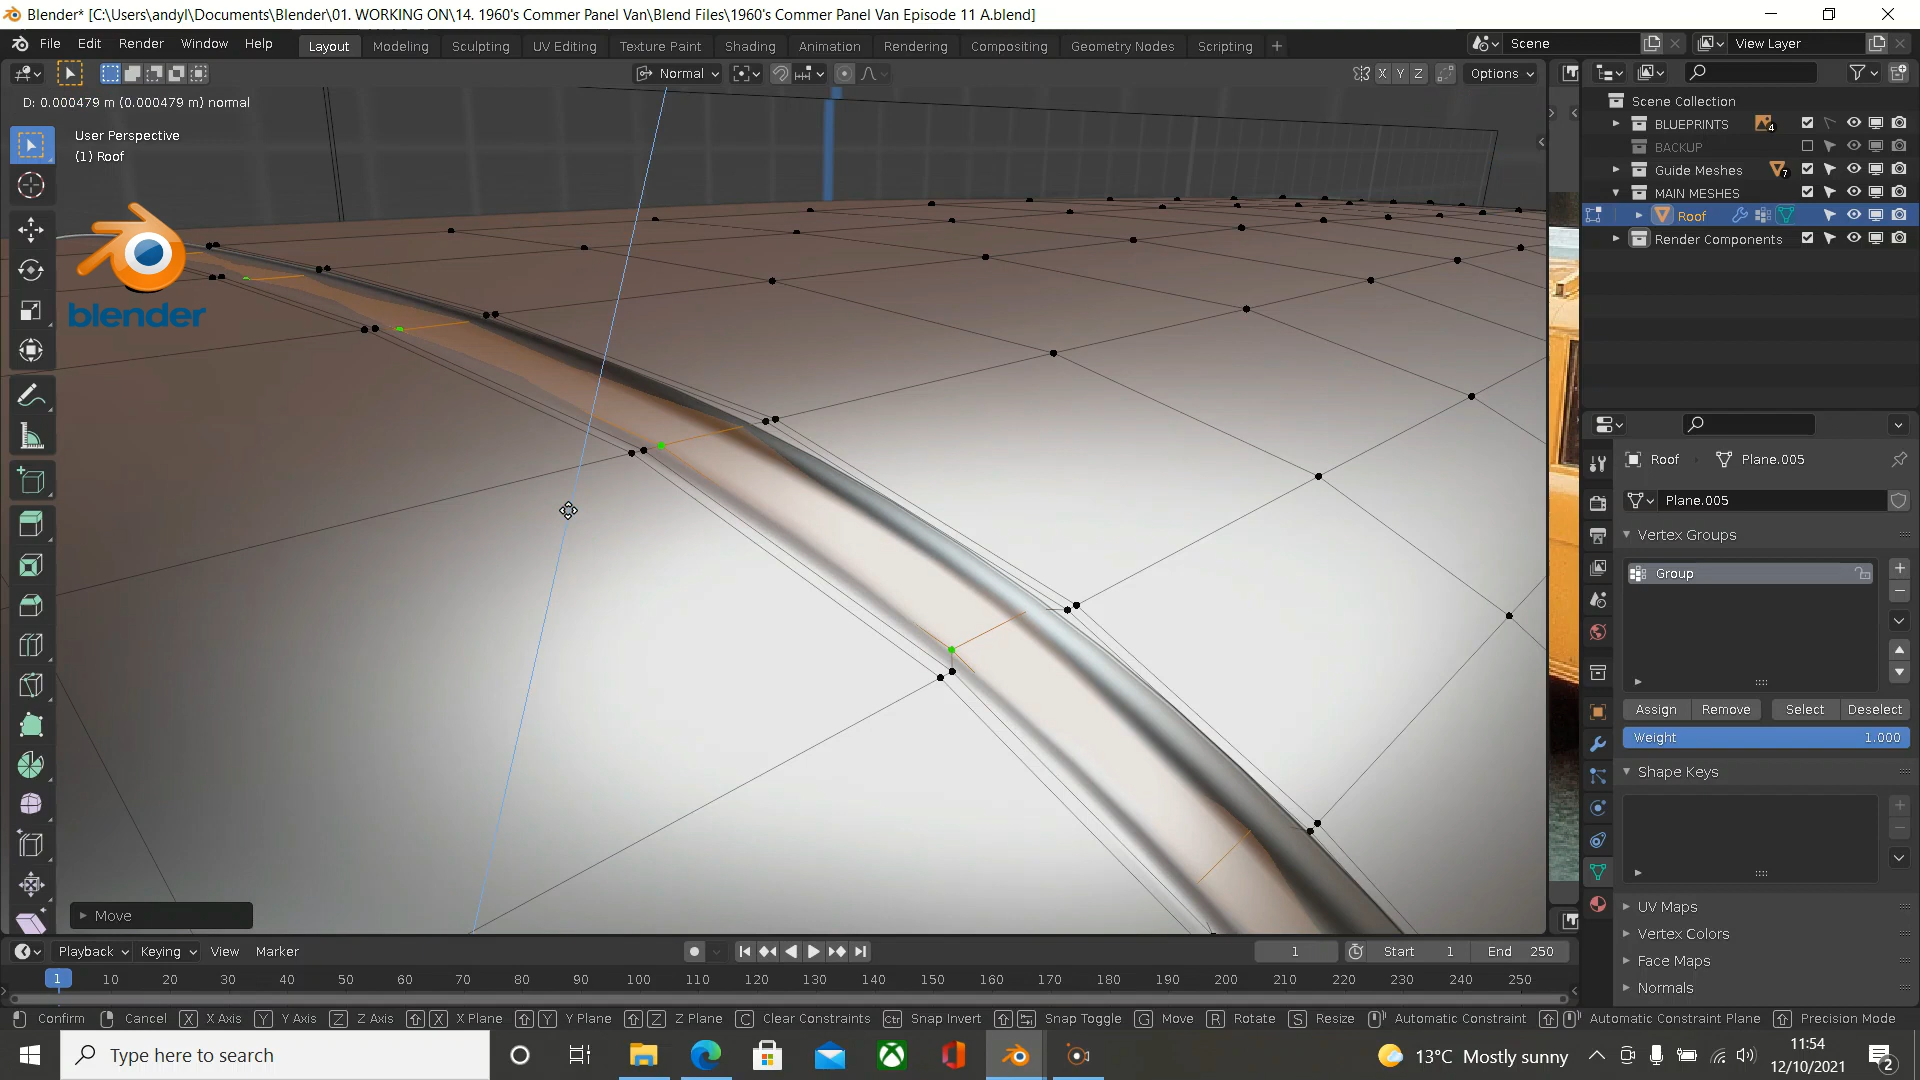 Blender* [C:\Users\andyl\Documents\Blender\01. WORKING ON\14. 1960's Commer Panel Van\Blend Files\1960's Commer Panel Van Episode 11 A.blend]
File Edit Render Window Help Layout Modeling Sculpting UV Editing Texture Paint Shading Animation Rendering Compositing Geometry Nodes Scripting + Scene View Layer
Normal X Y Z Options
D: 0.000479 m (0.000479 m) normal
User Perspective
(1) Roof
blender
Move
Scene Collection
BLUEPRINTS 4
BACKUP
Guide Meshes 7
MAIN MESHES
Roof
Render Components
Roof Plane.005
Plane.005
Vertex Groups
Group
Assign Remove Select Deselect
Weight 1.000
Shape Keys
UV Maps
Vertex Colors
Face Maps
Normals
Playback Keying View Marker 1 Start 1 End 250
1 10 20 30 40 50 60 70 80 90 100 110 120 130 140 150 160 170 180 190 200 210 220 230 240 250
Confirm Cancel X X Axis Y Y Axis Z Z Axis X X Plane Y Y Plane Z Z Plane C Clear Constraints Ctrl Snap Invert Snap Toggle G Move R Rotate S Resize Automatic Constraint Automatic Constraint Plane Precision Mode
Type here to search 13°C Mostly sunny 11:54
12/10/2021 2